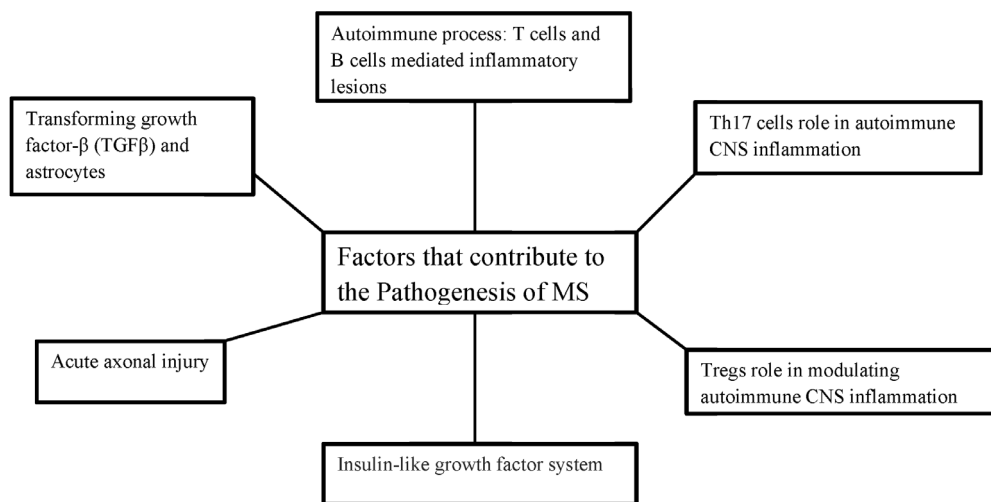 Autoimmune process: T cells and
B cells mediated inflammatory
lesions
Transforming growth
factor-β (TGFβ) and
astrocytes
Th17 cells role in autoimmune
CNS inflammation
Factors that contribute to
the Pathogenesis of MS
Acute axonal injury
Tregs role in modulating
autoimmune CNS inflammation
Insulin-like growth factor system